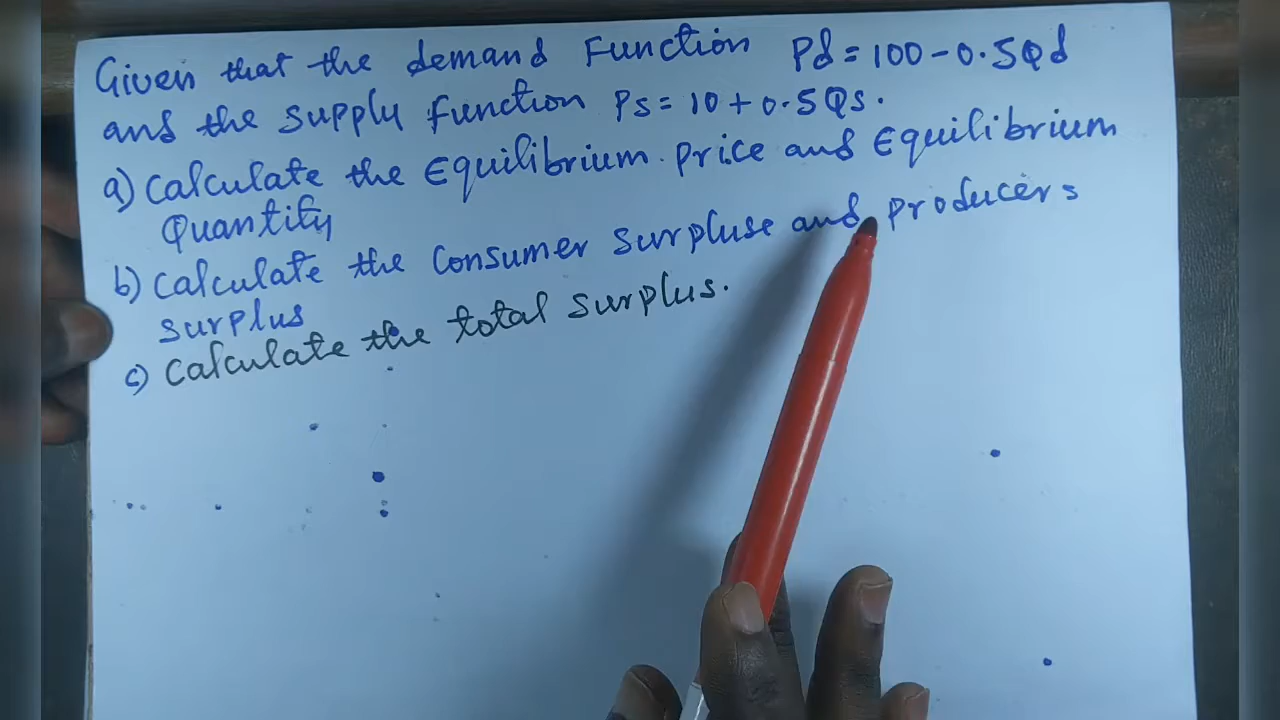 Given that the demand Function Pd = 100 - 0.5Qd
and the supply function Ps = 10 + 0.5Qs.
a) Calculate the Equilibrium price and Equilibrium
Quantity
b) Calculate the Consumer surpluse and producers
surplus
c) Calculate the total surplus.